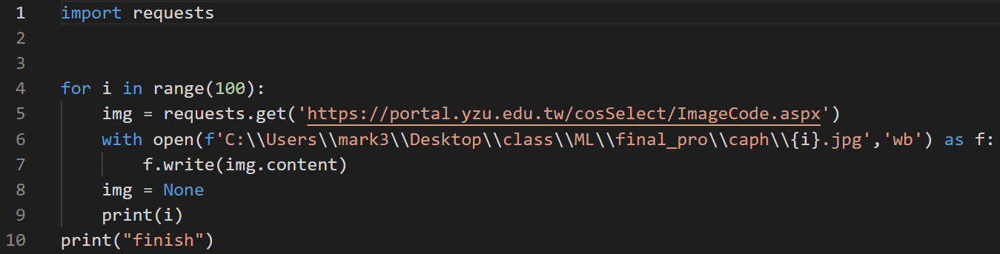 1 import requests
2
3
4 for i in range(100):
5     img = requests.get('https://portal.yzu.edu.tw/cosSelect/ImageCode.aspx')
6     with open(f'C:\\Users\\mark3\\Desktop\\class\\ML\\final_pro\\caph\\{i}.jpg','wb') as f:
7         f.write(img.content)
8     img = None
9     print(i)
10 print("finish")